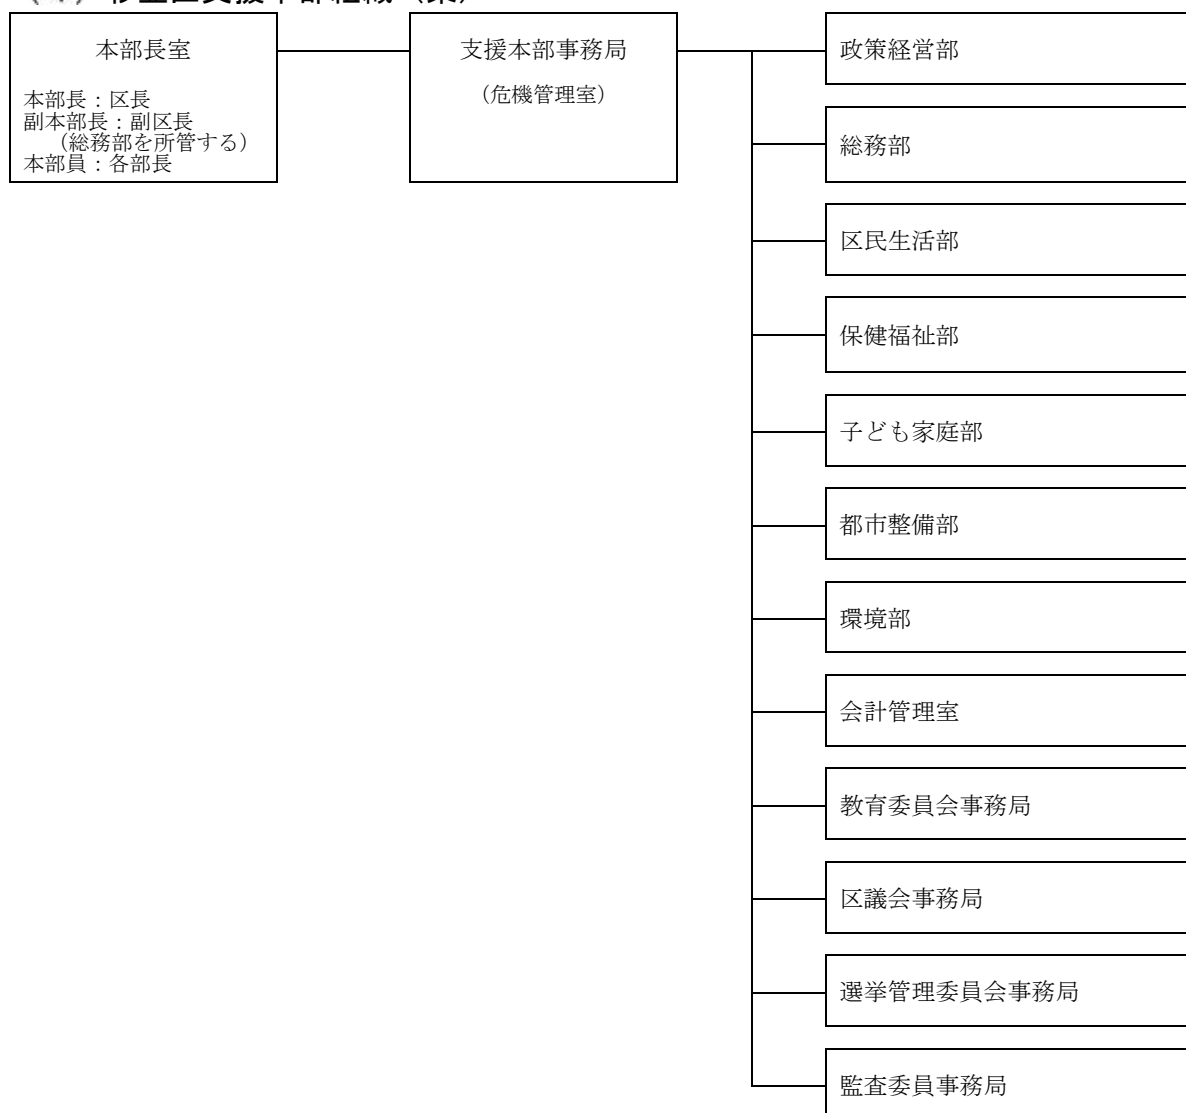 本部長室
本部長：区長
副本部長：副区長
（総務部を所管する）
本部員：各部長
支援本部事務局
（危機管理室）
政策経営部
総務部
区民生活部
保健福祉部
子ども家庭部
都市整備部
環境部
会計管理室
教育委員会事務局
区議会事務局
選挙管理委員会事務局
監査委員事務局